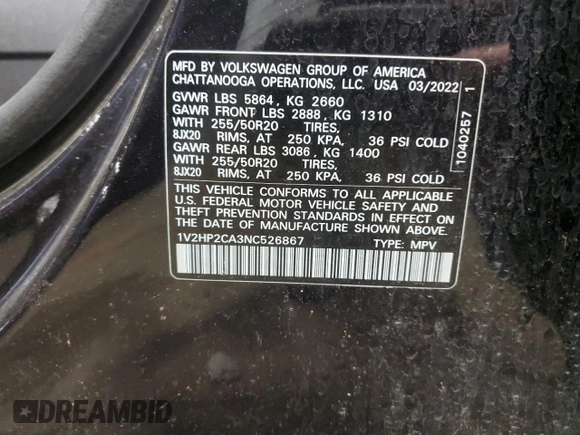 MFD BY VOLKSWAGEN GROUP OF AMERICA
CHATTANOOGA OPERATIONS, LLC. USA 03/2022
GVWR LBS 5864 , KG 2660
GAWR FRONT LBS 2888 , KG 1310
WITH 255/50R20 TIRES,
8JX20 RIMS, AT 250 KPA, 36 PSI COLD
GAWR REAR LBS 3086 , KG 1400
WITH 255/50R20 TIRES,
8JX20 RIMS, AT 250 KPA, 36 PSI COLD
THIS VEHICLE CONFORMS TO ALL APPLICABLE
U.S. FEDERAL MOTOR VEHICLE SAFETY AND
THEFT PREVENTION STANDARDS IN EFFECT ON
THE DATE OF MANUFACTURE SHOWN ABOVE.
1V2HP2CA3NC526867 TYPE: MPV
1040257 1
DREAMBID